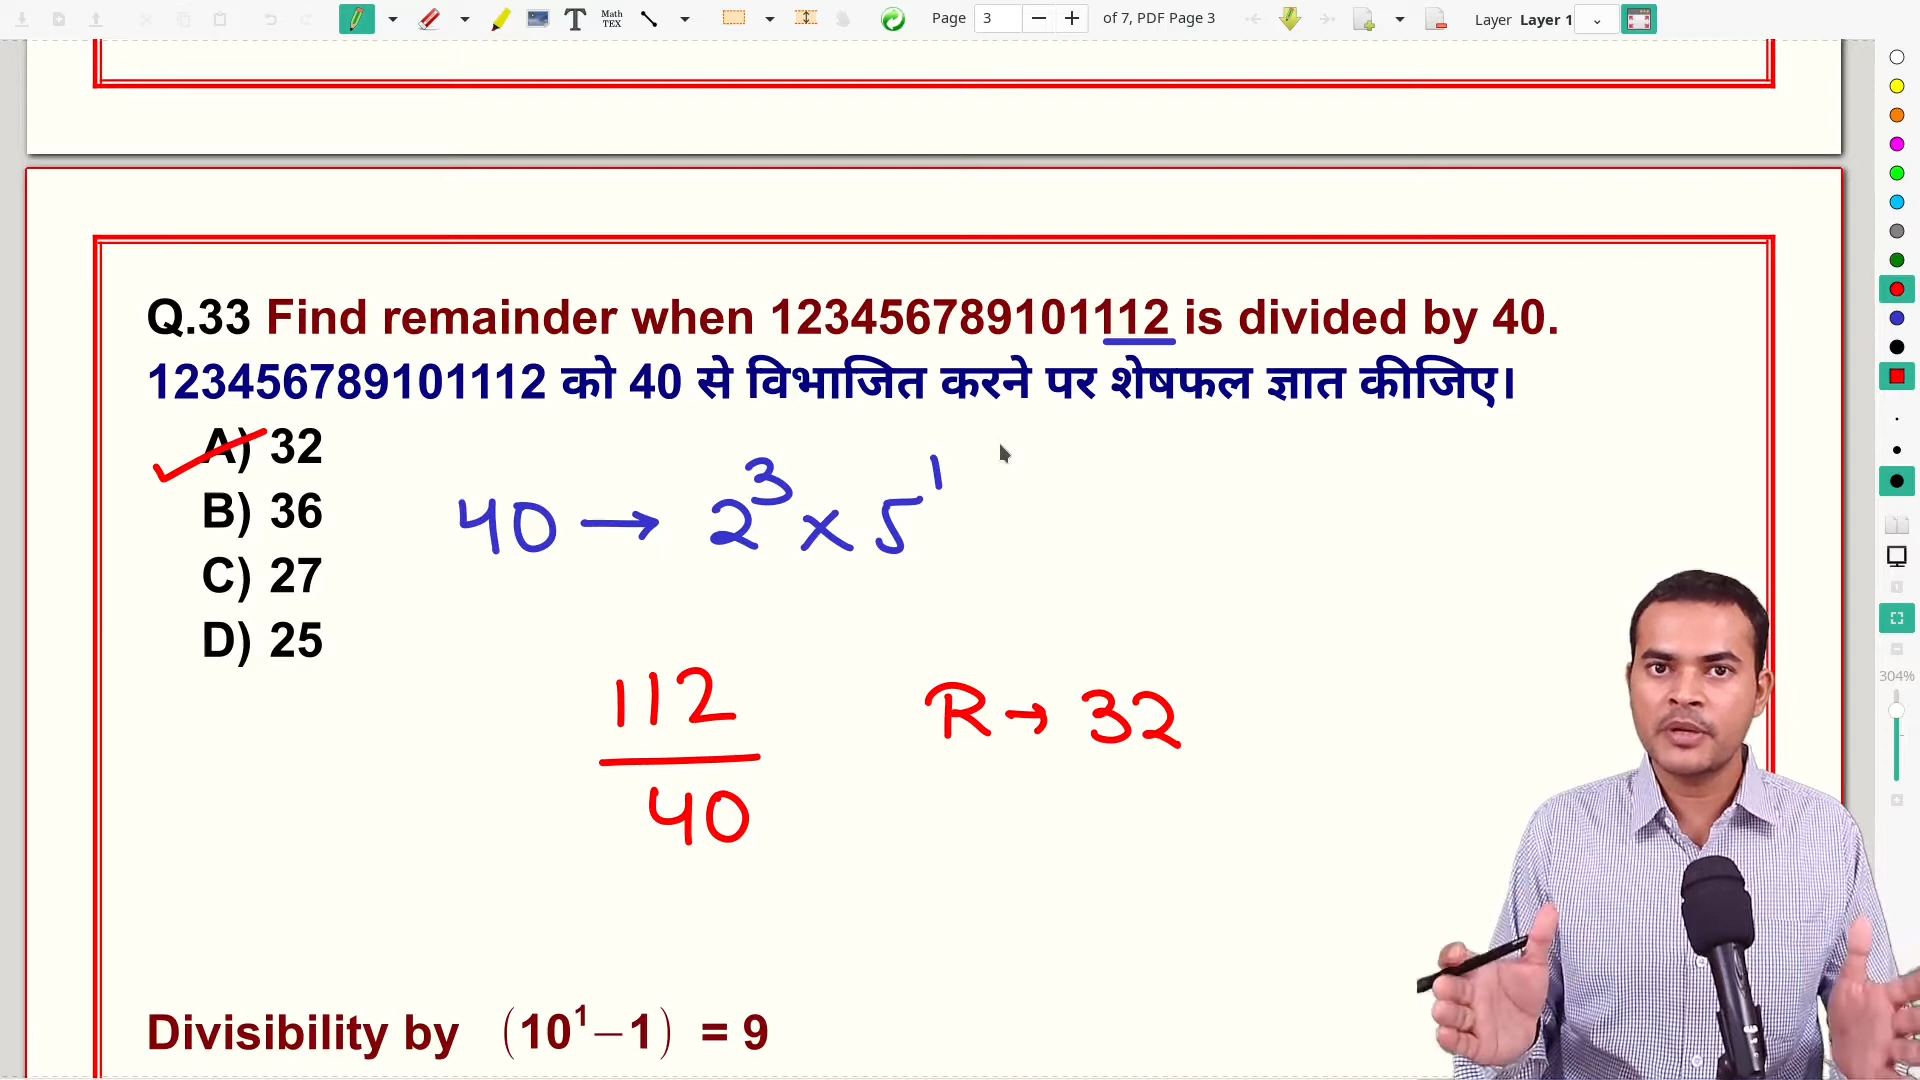 Math
TEX
Page 3 of 7, PDF Page 3
Layer Layer 1
Q.33 Find remainder when 123456789101112 is divided by 40.
123456789101112 को 40 से विभाजित करने पर शेषफल ज्ञात कीजिए।
A) 32
B) 36
C) 27
D) 25
40 → 2³ × 5¹
112
40
R → 32
304%
Divisibility by (10¹−1) = 9